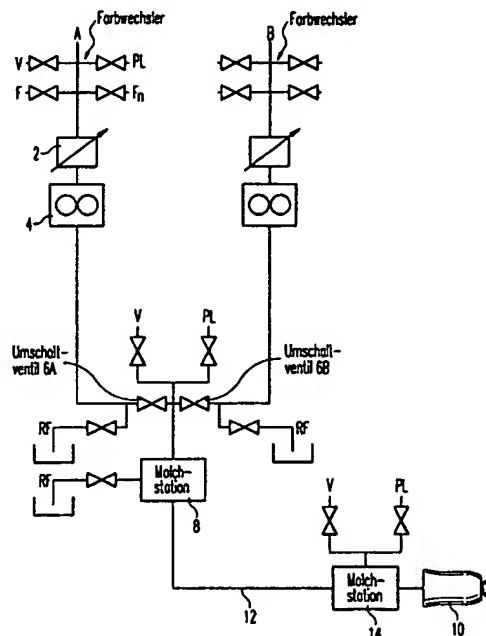 Farbwechsler
Farbwechsler
A
B
V
PL
F
Fn
2
4
V
PL
Umschalt-
ventil 6A
Umschalt-
ventil 6B
RF
RF
RF
Molch-
station
8
V
PL
12
Molch-
station
14
10